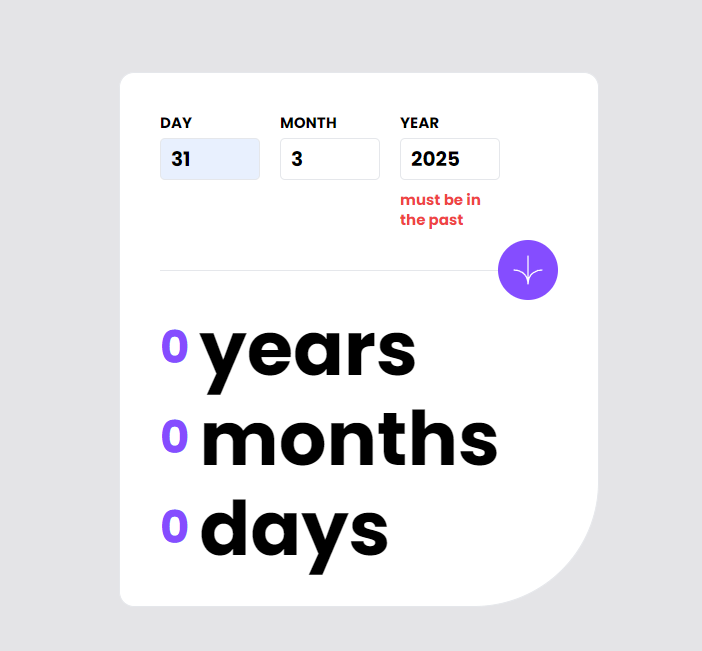 DAY MONTH YEAR
31 3 2025
must be in
the past
0 years
0 months
0 days